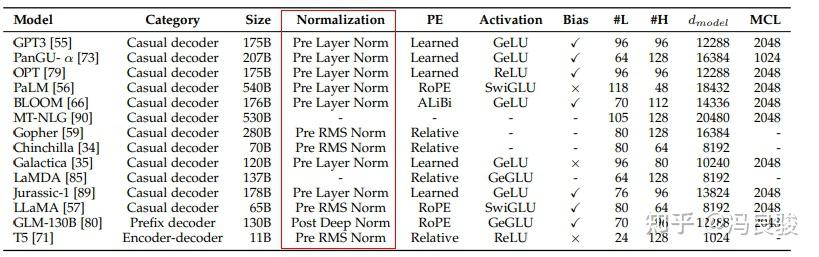 Model Category Size Normalization PE Activation Bias #L #H d_model MCL
GPT3 [55] Casual decoder 175B Pre Layer Norm Learned GeLU ✓ 96 96 12288 2048
PanGU- α [73] Casual decoder 207B Pre Layer Norm Learned GeLU ✓ 64 128 16384 1024
OPT [79] Casual decoder 175B Pre Layer Norm Learned ReLU ✓ 96 96 12288 2048
PaLM [56] Casual decoder 540B Pre Layer Norm RoPE SwiGLU × 118 48 18432 2048
BLOOM [66] Casual decoder 176B Pre Layer Norm ALiBi GeLU ✓ 70 112 14336 2048
MT-NLG [90] Casual decoder 530B - - - - 105 128 20480 2048
Gopher [59] Casual decoder 280B Pre RMS Norm Relative - - 80 128 16384 -
Chinchilla [34] Casual decoder 70B Pre RMS Norm Relative - - 80 64 8192 -
Galactica [35] Casual decoder 120B Pre Layer Norm Learned GeLU × 96 80 10240 2048
LaMDA [85] Casual decoder 137B - Relative GeGLU - 64 128 8192 -
Jurassic-1 [89] Casual decoder 178B Pre Layer Norm Learned GeLU ✓ 76 96 13824 2048
LLaMA [57] Casual decoder 65B Pre RMS Norm RoPE SwiGLU ✓ 80 64 8192 2048
GLM-130B [80] Prefix decoder 130B Post Deep Norm RoPE GeGLU ✓ 70 12288 2048
T5 [71] Encoder-decoder 11B Pre RMS Norm Relative ReLU × 24 128 1024 -
知乎 @冯良骏